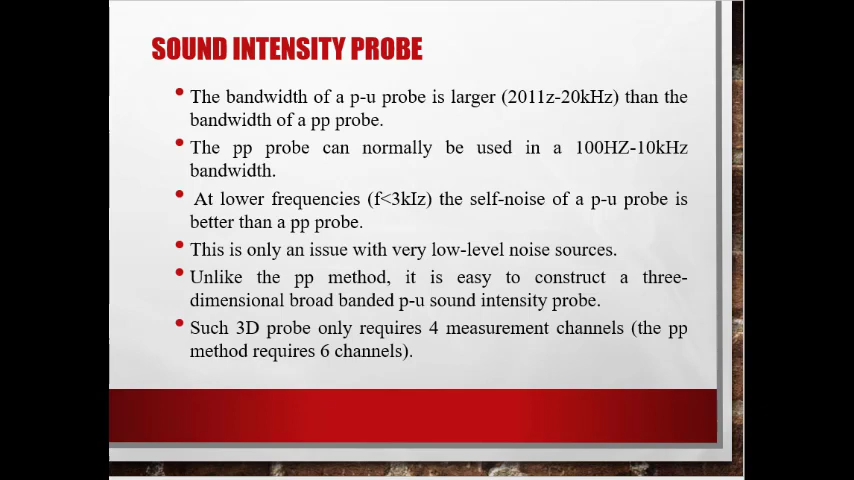 SOUND INTENSITY PROBE
• The bandwidth of a p-u probe is larger (2011z-20kHz) than the
bandwidth of a pp probe.
• The pp probe can normally be used in a 100HZ-10kHz
bandwidth.
• At lower frequencies (f<3kIz) the self-noise of a p-u probe is
better than a pp probe.
• This is only an issue with very low-level noise sources.
• Unlike the pp method, it is easy to construct a three-
dimensional broad banded p-u sound intensity probe.
• Such 3D probe only requires 4 measurement channels (the pp
method requires 6 channels).